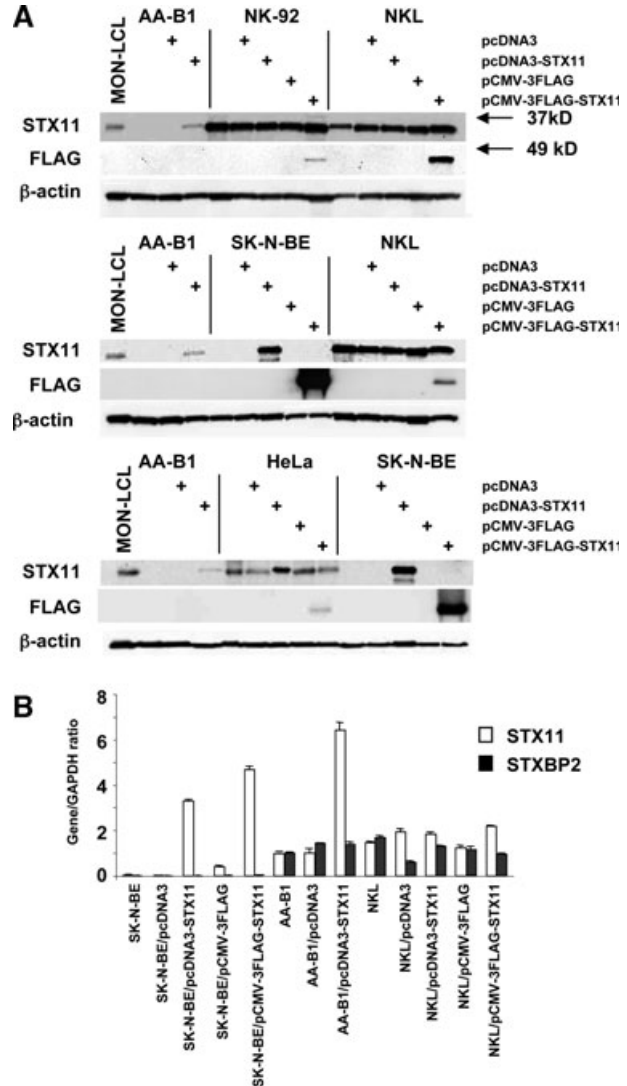 A
AA-B1 NK-92 NKL
MON-LCL
+ + pcDNA3
+ + + pcDNA3-STX11
+ + pCMV-3FLAG
+ + pCMV-3FLAG-STX11
STX11 37kD
FLAG 49 kD
β-actin
AA-B1 SK-N-BE NKL
MON-LCL
+ + + pcDNA3
+ + + pcDNA3-STX11
+ + pCMV-3FLAG
+ + pCMV-3FLAG-STX11
STX11
FLAG
β-actin
AA-B1 HeLa SK-N-BE
MON-LCL
+ + + pcDNA3
+ + + pcDNA3-STX11
+ + pCMV-3FLAG
+ + pCMV-3FLAG-STX11
STX11
FLAG
β-actin
B
Gene/GAPDH ratio
8
6
4
2
0
STX11
STXBP2
SK-N-BE
SK-N-BE/pcDNA3
SK-N-BE/pcDNA3-STX11
SK-N-BE/pCMV-3FLAG
SK-N-BE/pCMV-3FLAG-STX11
AA-B1
AA-B1/pcDNA3
AA-B1/pcDNA3-STX11
NKL
NKL/pcDNA3
NKL/pcDNA3-STX11
NKL/pCMV-3FLAG
NKL/pCMV-3FLAG-STX11